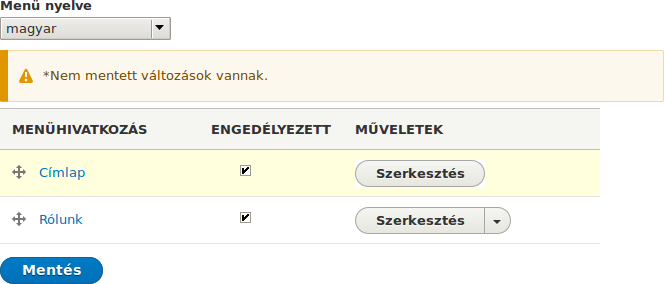 Menü nyelve
magyar
*Nem mentett változások vannak.
MENÜHIVATKOZÁS ENGEDÉLYEZETT MŰVELETEK
Címlap Szerkesztés
Rólunk Szerkesztés
Mentés